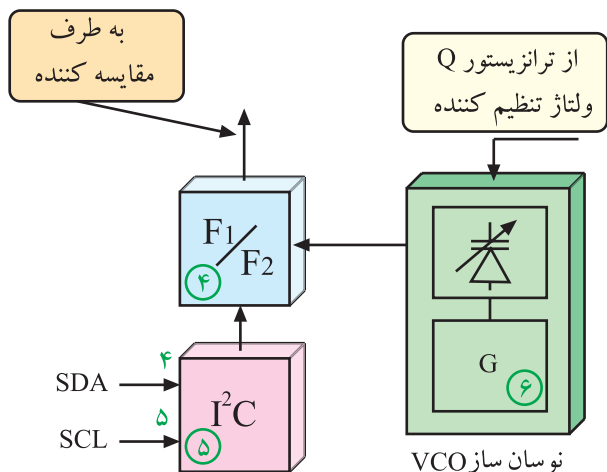 به طرف
مقایسه کننده
از ترانزیستور Q
ولتاژ تنظیم کننده
F1/F2
۴
۴
SDA
۵
SCL
I²C
۵
G
۶
نوسان ساز VCO